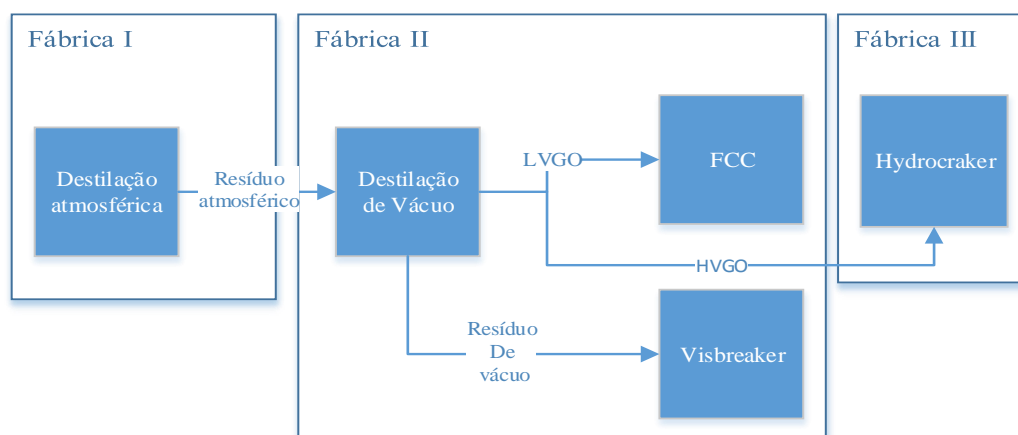 Fábrica I
Fábrica II
Fábrica III
Destilação
atmosférica
Resíduo
atmosférico
Destilação
de Vácuo
LVGO
FCC
Hydrocraker
HVGO
Resíduo
De
vácuo
Visbreaker